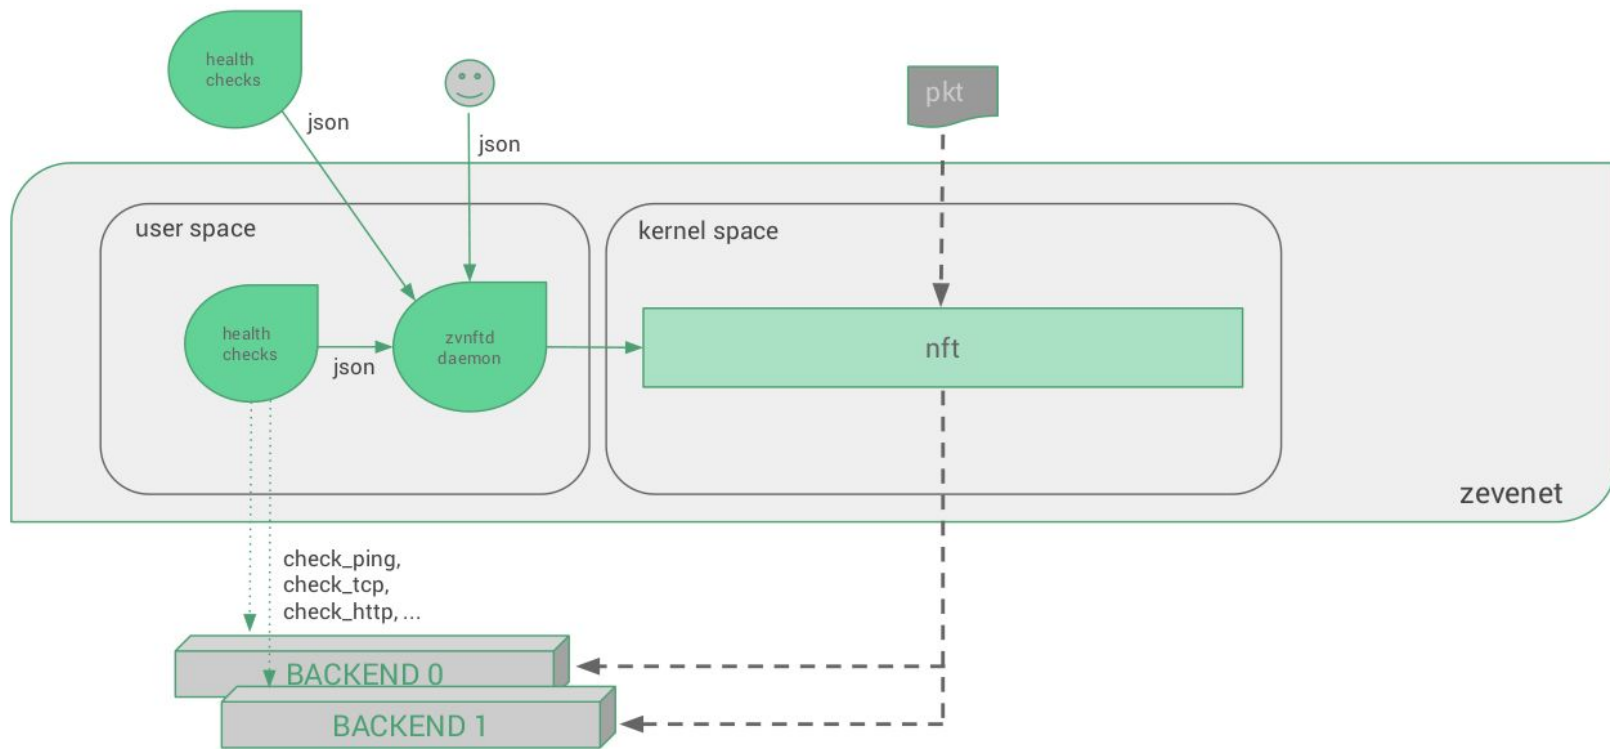 health
checks
json
json
pkt
user space
kernel space
health
checks
json
zvnftd
daemon
nft
zevenet
check_ping,
check_tcp,
check_http, ...
BACKEND 0
BACKEND 1